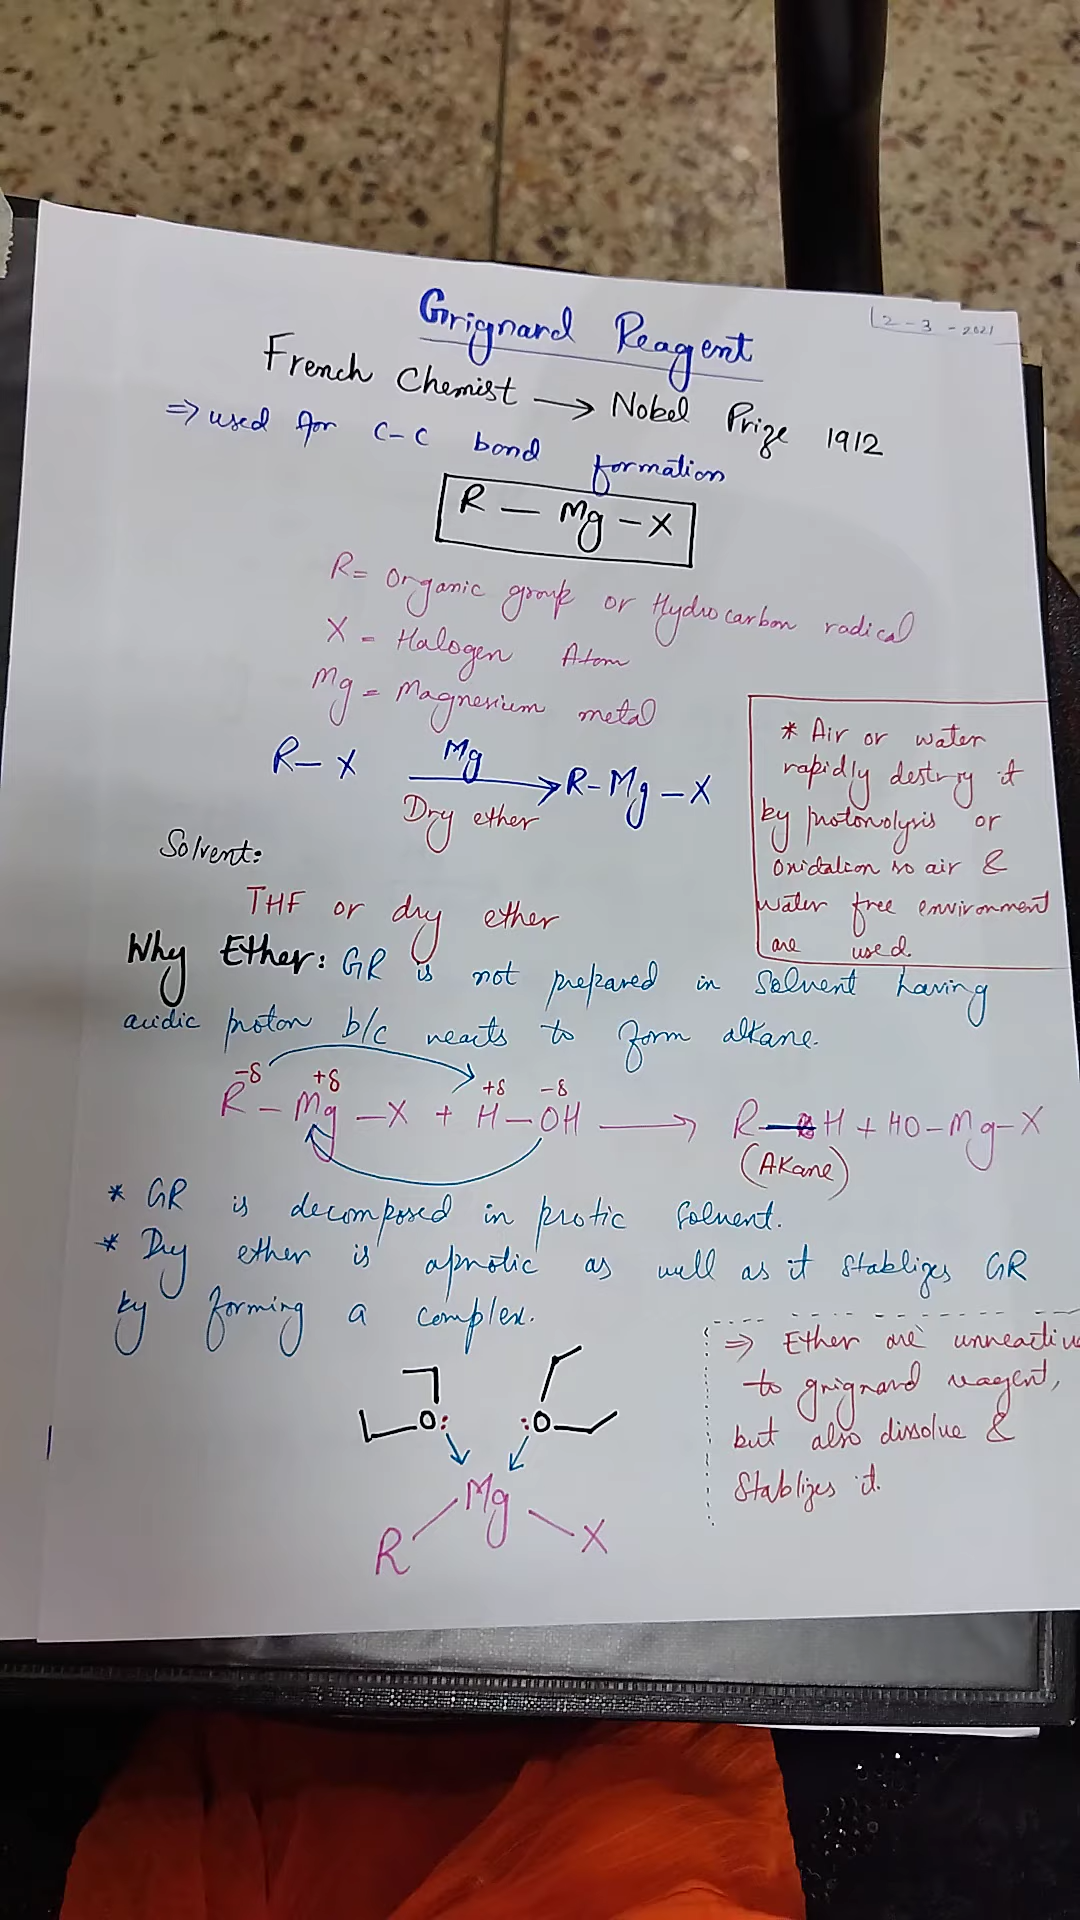 12-3-2021
Grignard Reagent
French Chemist → Nobel Prize 1912
⇒ used for C-C bond formation
R — Mg — X
R = Organic group or Hydrocarbon radical
X = Halogen Atom
Mg = Magnesium metal
R — X Mg Dry ether → R - Mg - X
* Air or water
rapidly destroy it
by protonolysis or
oxidation so air &
water free environment
are used.
Solvent:
THF or dry ether
Why Ether: GR is not prepared in solvent having
acidic proton b/c reacts to form alkane.
-δ +δ +δ -δ
R — Mg — X + H — OH → R — H + HO - Mg - X
(Akane)
* GR is decomposed in protic solvent.
* Dry ether is aprotic as well as it stablizes GR
by forming a complex.
⇒ Ether are unreactive
to grignard reagent,
but also dissolve &
stablizes it.
O: :O
Mg
R X